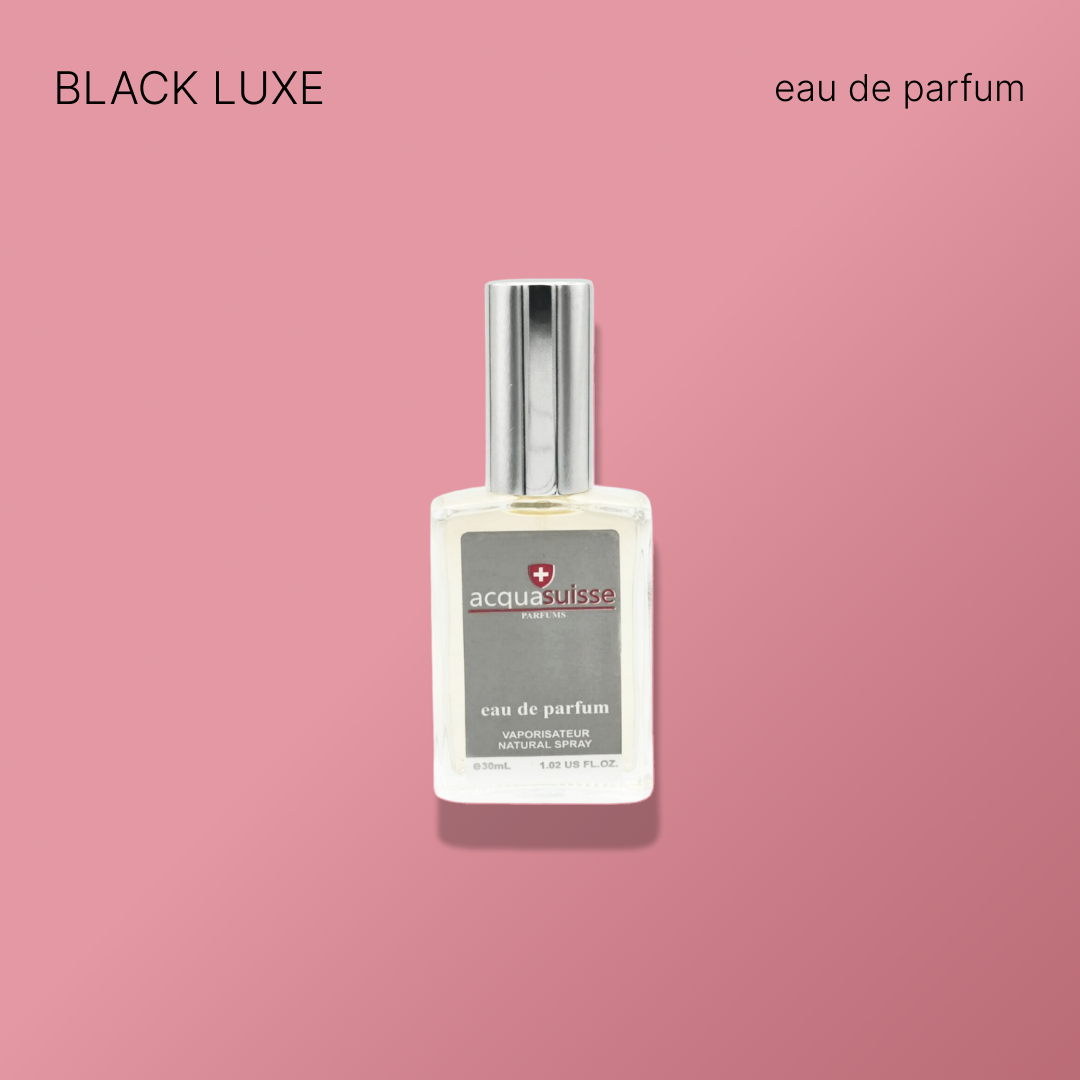 BLACK LUXE
eau de parfum
acquasuisse
PARFUMS
eau de parfum
VAPORISATEUR
NATURAL SPRAY
℮30mL 1.02 US FL.OZ.